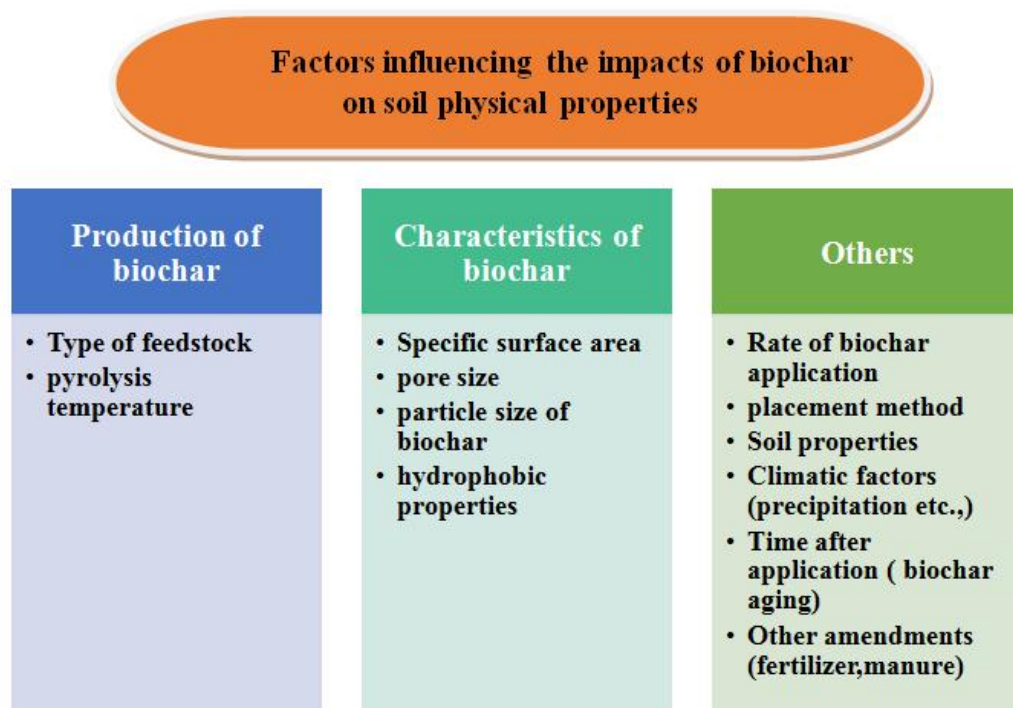 Factors influencing the impacts of biochar
on soil physical properties
Production of
biochar
• Type of feedstock
• pyrolysis
temperature
Characteristics of
biochar
• Specific surface area
• pore size
• particle size of
biochar
• hydrophobic
properties
Others
• Rate of biochar
application
• placement method
• Soil properties
• Climatic factors
(precipitation etc.,)
• Time after
application ( biochar
aging)
• Other amendments
(fertilizer,manure)